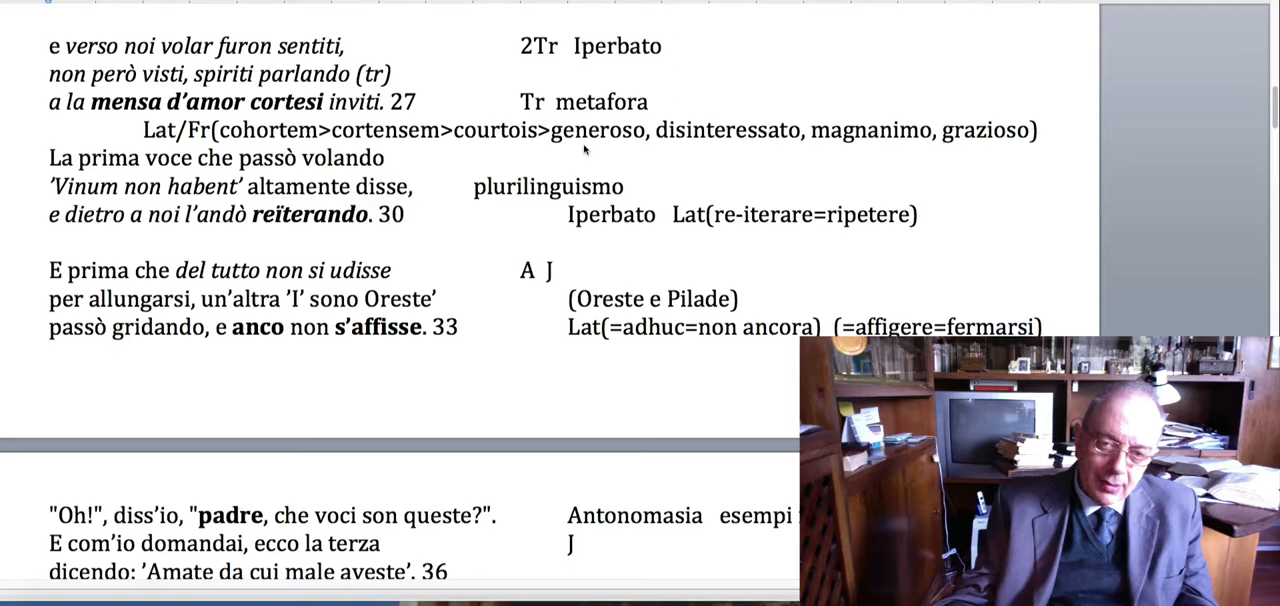 e verso noi volar furon sentiti, 2Tr Iperbato
non però visti, spiriti parlando (tr)
a la mensa d’amor cortesi inviti. 27 Tr metafora
Lat/Fr(cohortem>cortensem>courtois>generoso, disinteressato, magnanimo, grazioso)
La prima voce che passò volando
’Vinum non habent’ altamente disse, plurilinguismo
e dietro a noi l’andò reïterando. 30 Iperbato Lat(re-iterare=ripetere)
E prima che del tutto non si udisse A J
per allungarsi, un’altra ’I’ sono Oreste’ (Oreste e Pilade)
passò gridando, e anco non s’affisse. 33 Lat(=adhuc=non ancora) (=affigere=fermarsi)
"Oh!", diss’io, "padre, che voci son queste?". Antonomasia esempi
E com’io domandai, ecco la terza J
dicendo: ’Amate da cui male aveste’. 36